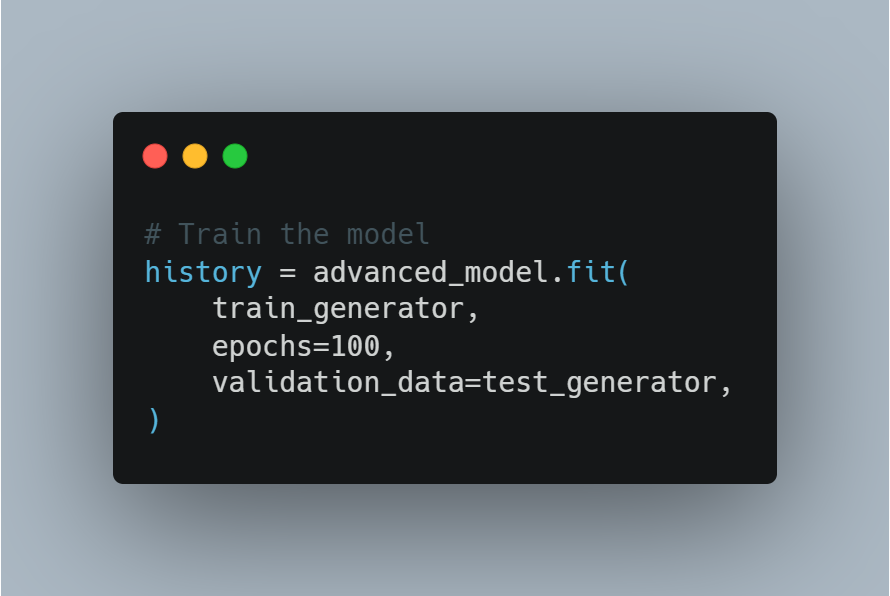 # Train the model
history = advanced_model.fit(
    train_generator,
    epochs=100,
    validation_data=test_generator,
)